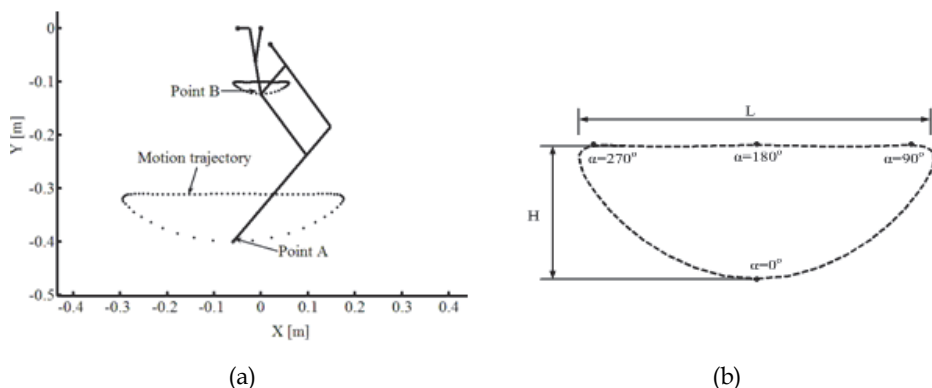 0
-0.1
-0.2
-0.3
-0.4
-0.5
Y [m]
Point B
Motion trajectory
Point A
-0.4 -0.3 -0.2 -0.1 0 0.1 0.2 0.3 0.4
X [m]
(a)
L
α=270° α=180° α=90°
H
α=0°
(b)